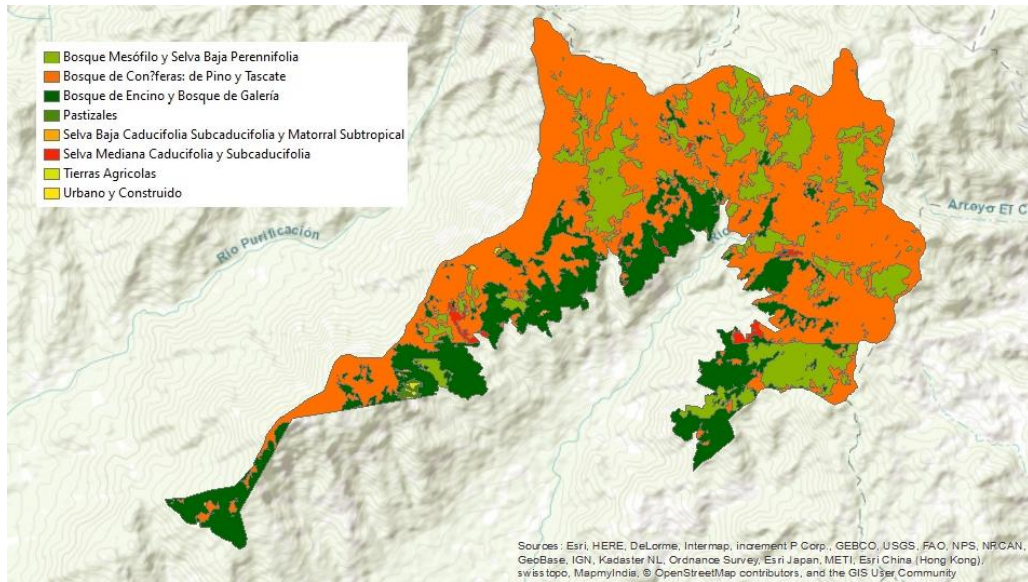 Bosque Mesófilo y Selva Baja Perennifolia
Bosque de Con?feras: de Pino y Tascate
Bosque de Encino y Bosque de Galería
Pastizales
Selva Baja Caducifolia Subcaducifolia y Matorral Subtropical
Selva Mediana Caducifolia y Subcaducifolia
Tierras Agricolas
Urbano y Construido
Río Purificación
Río
Arroyo El C
Sources: Esri, HERE, DeLorme, Intermap, increment P Corp., GEBCO, USGS, FAO, NPS, NRCAN,
GeoBase, IGN, Kadaster NL, Ordnance Survey, Esri Japan, METI, Esri China (Hong Kong),
swisstopo, MapmyIndia, © OpenStreetMap contributors, and the GIS User Community